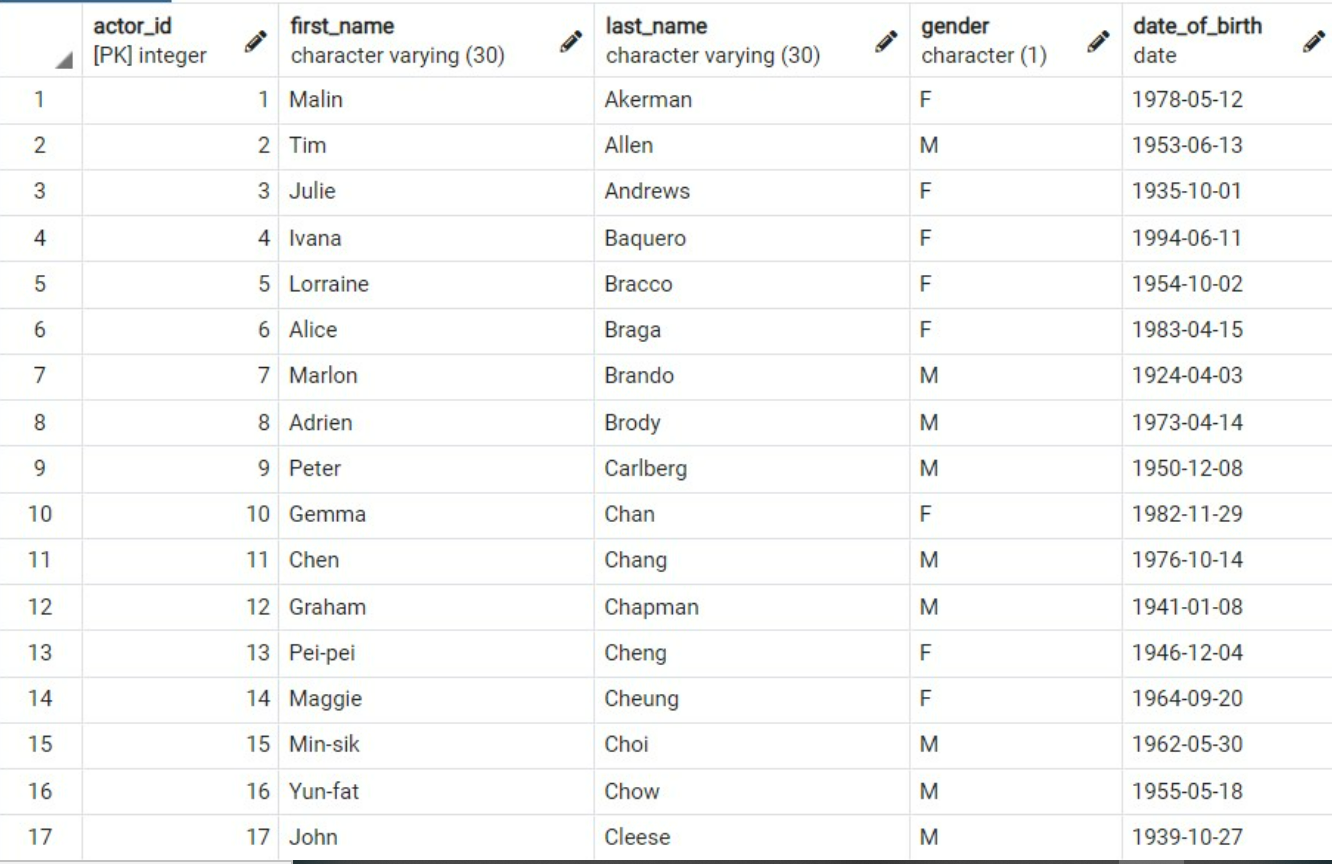 actor_id first_name last_name gender date_of_birth
[PK] integer character varying (30) character varying (30) character (1) date
1 1 Malin Akerman F 1978-05-12
2 2 Tim Allen M 1953-06-13
3 3 Julie Andrews F 1935-10-01
4 4 Ivana Baquero F 1994-06-11
5 5 Lorraine Bracco F 1954-10-02
6 6 Alice Braga F 1983-04-15
7 7 Marlon Brando M 1924-04-03
8 8 Adrien Brody M 1973-04-14
9 9 Peter Carlberg M 1950-12-08
10 10 Gemma Chan F 1982-11-29
11 11 Chen Chang M 1976-10-14
12 12 Graham Chapman M 1941-01-08
13 13 Pei-pei Cheng F 1946-12-04
14 14 Maggie Cheung F 1964-09-20
15 15 Min-sik Choi M 1962-05-30
16 16 Yun-fat Chow M 1955-05-18
17 17 John Cleese M 1939-10-27